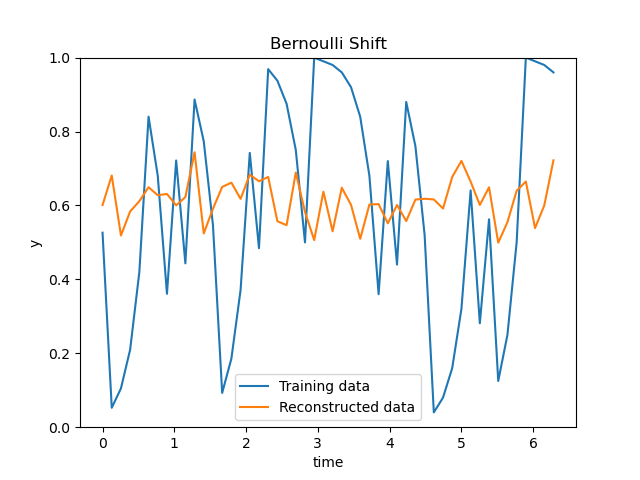 Bernoulli Shift
1.0
0.8
0.6
0.4
0.2
0.0
y
0 1 2 3 4 5 6
time
Training data
Reconstructed data